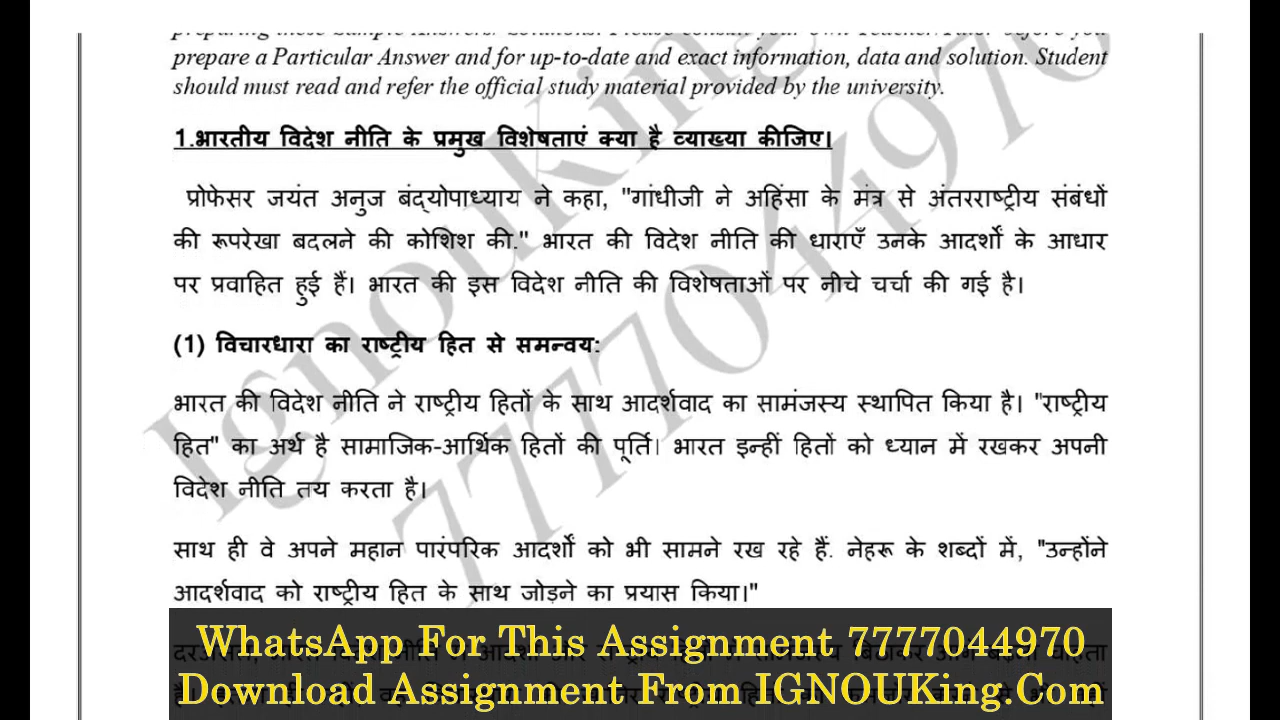 prepare a Particular Answer and for up-to-date and exact information, data and solution. Student
should must read and refer the official study material provided by the university.
1.भारतीय विदेश नीति के प्रमुख विशेषताएं क्या है व्याख्या कीजिए।
प्रोफेसर जयंत अनुज बंद्योपाध्याय ने कहा, "गांधीजी ने अहिंसा के मंत्र से अंतरराष्ट्रीय संबंधों
की रूपरेखा बदलने की कोशिश की." भारत की विदेश नीति की धाराएँ उनके आदर्शों के आधार
पर प्रवाहित हुई हैं। भारत की इस विदेश नीति की विशेषताओं पर नीचे चर्चा की गई है।
(1) विचारधारा का राष्ट्रीय हित से समन्वय:
भारत की विदेश नीति ने राष्ट्रीय हितों के साथ आदर्शवाद का सामंजस्य स्थापित किया है। "राष्ट्रीय
हित" का अर्थ है सामाजिक-आर्थिक हितों की पूर्ति। भारत इन्हीं हितों को ध्यान में रखकर अपनी
विदेश नीति तय करता है।
साथ ही वे अपने महान पारंपरिक आदर्शों को भी सामने रख रहे हैं. नेहरू के शब्दों में, "उन्होंने
आदर्शवाद को राष्ट्रीय हित के साथ जोड़ने का प्रयास किया।"
WhatsApp For This Assignment 7777044970
Download Assignment From IGNOUKing.Com
IgnouKing
7777044970